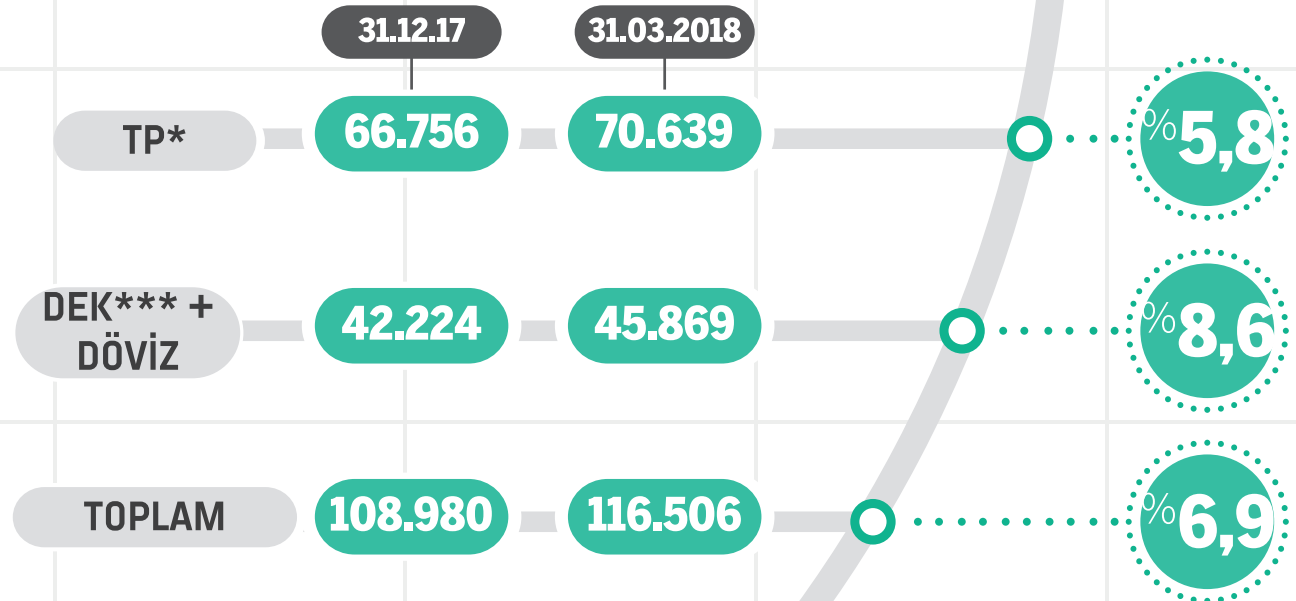 31.12.17 31.03.2018
TP* 66.756 70.639 %5,8
DEK*** +
DÖVİZ 42.224 45.869 %8,6
TOPLAM 108.980 116.506 %6,9